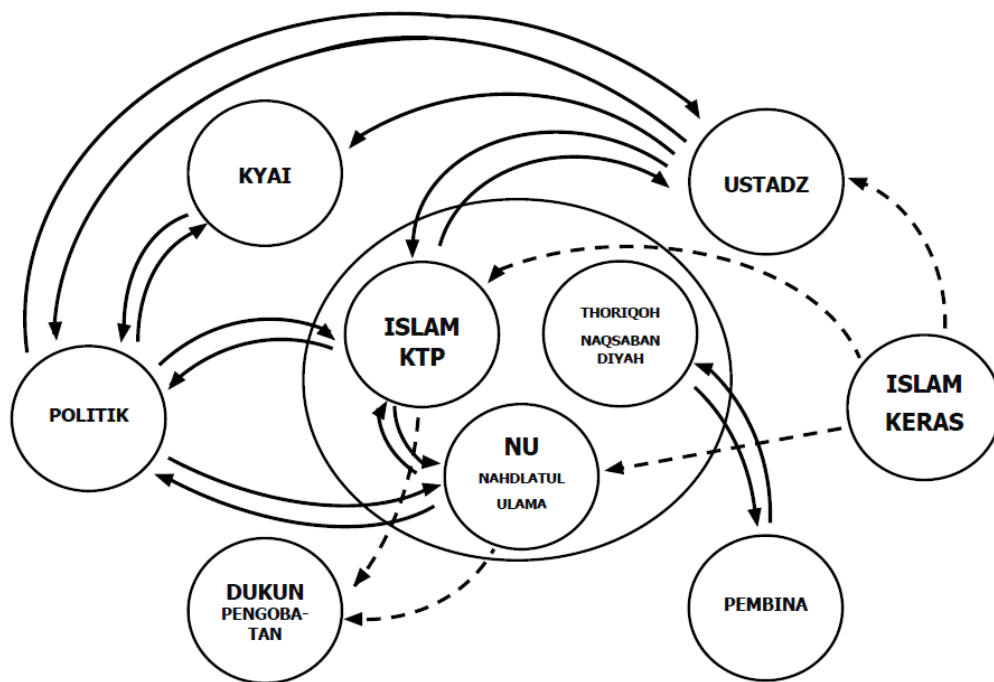 KYAI
USTADZ
ISLAM
KTP
THORIQOH
NAQSABAN
DIYAH
POLITIK
ISLAM
KERAS
NU
NAHDLATUL
ULAMA
DUKUN
PENGOBA-
TAN
PEMBINA